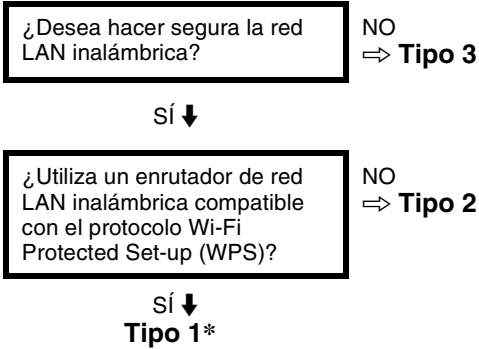 ¿Desea hacer segura la red
LAN inalámbrica?
NO
⇨ Tipo 3
SÍ ⬇
¿Utiliza un enrutador de red
LAN inalámbrica compatible
con el protocolo Wi-Fi
Protected Set-up (WPS)?
NO
⇨ Tipo 2
SÍ ⬇
Tipo 1*